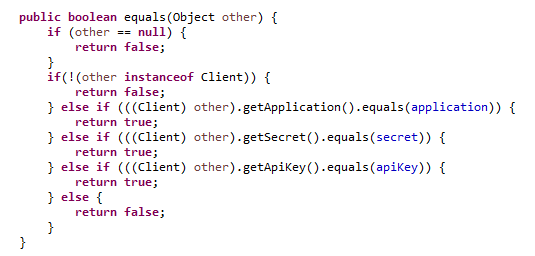 public boolean equals(Object other) {
    if (other == null) {
        return false;
    }
    if(!(other instanceof Client)) {
        return false;
    } else if (((Client) other).getApplication().equals(application)) {
        return true;
    } else if (((Client) other).getSecret().equals(secret)) {
        return true;
    } else if (((Client) other).getApiKey().equals(apiKey)) {
        return true;
    } else {
        return false;
    }
}